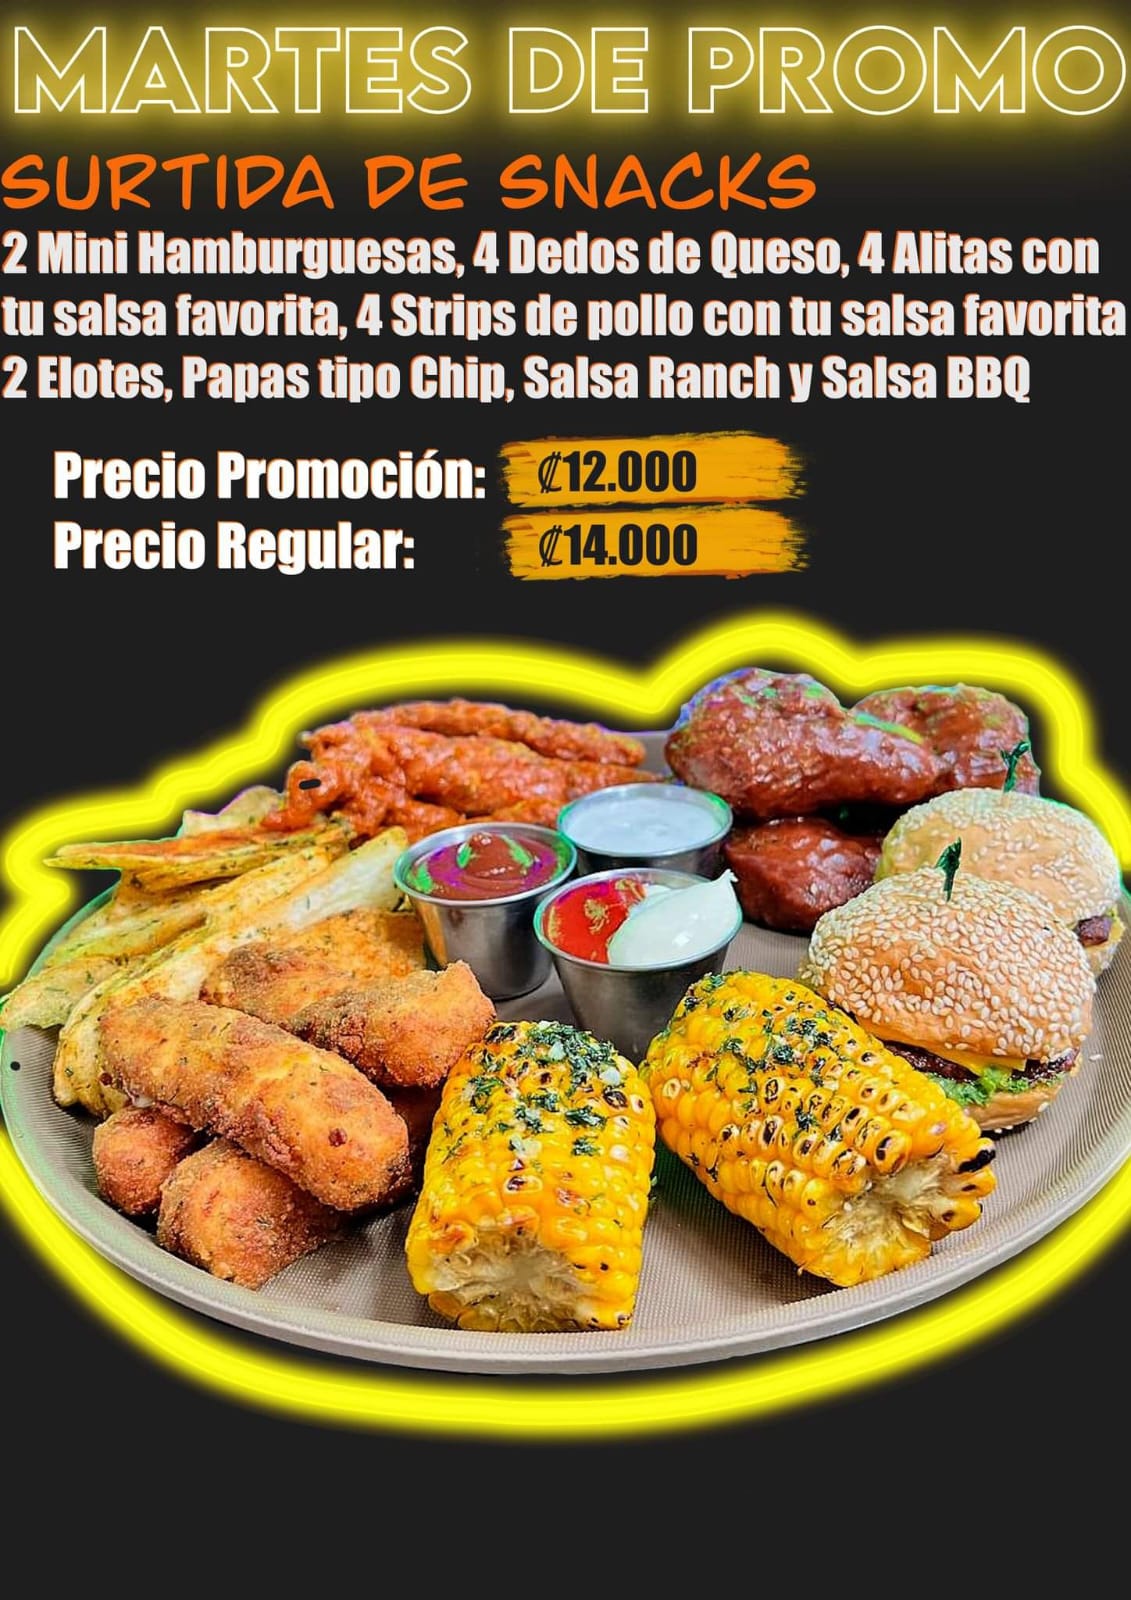 MARTES DE PROMO
SURTIDA DE SNACKS
2 Mini Hamburguesas, 4 Dedos de Queso, 4 Alitas con
tu salsa favorita, 4 Strips de pollo con tu salsa favorita
2 Elotes, Papas tipo Chip, Salsa Ranch y Salsa BBQ
Precio Promoción: ₡12.000
Precio Regular: ₡14.000